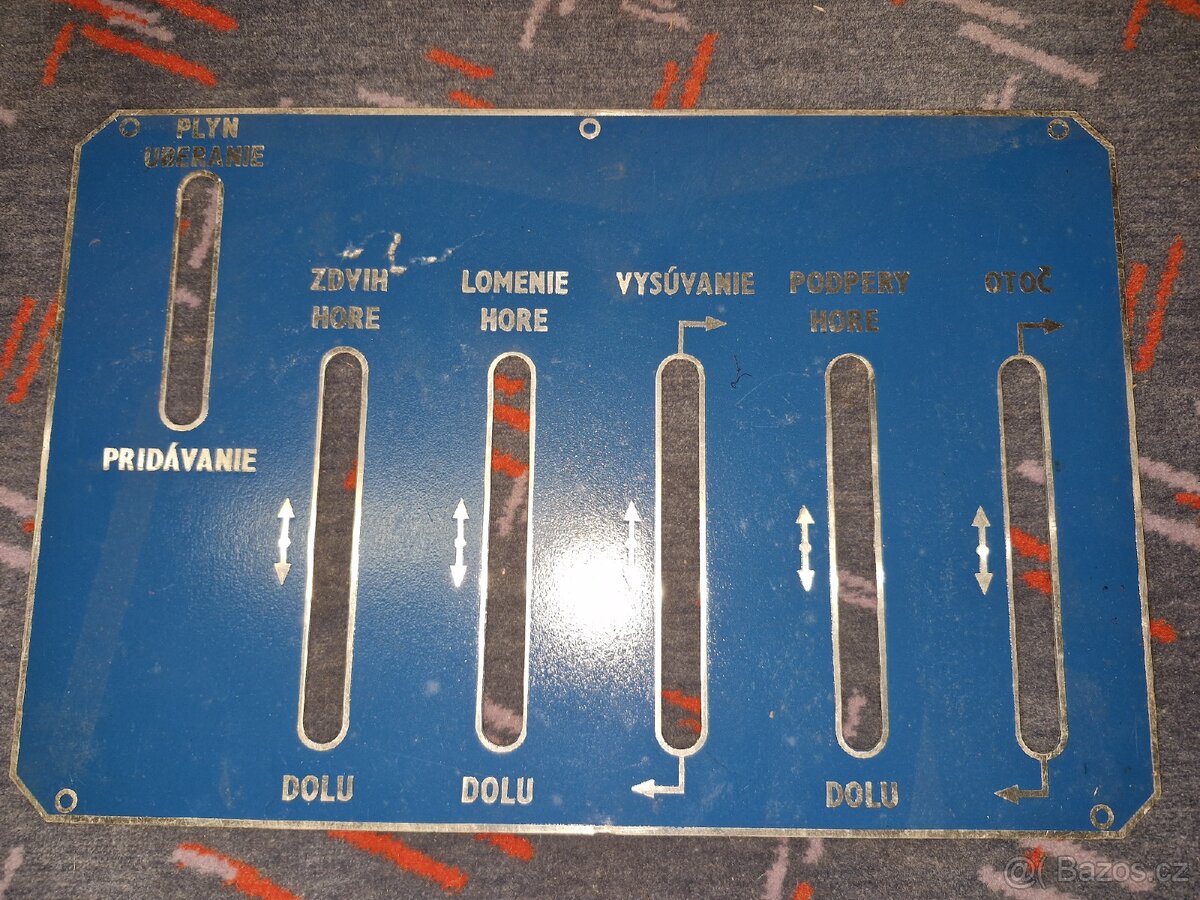 PLYN
UBERANIE
ZDVIH
HORE
LOMENIE
HORE
VYSÚVANIE
PODPERY
HORE
OTOČ
PRIDÁVANIE
DOLU
DOLU
DOLU
@( Bazos.cz